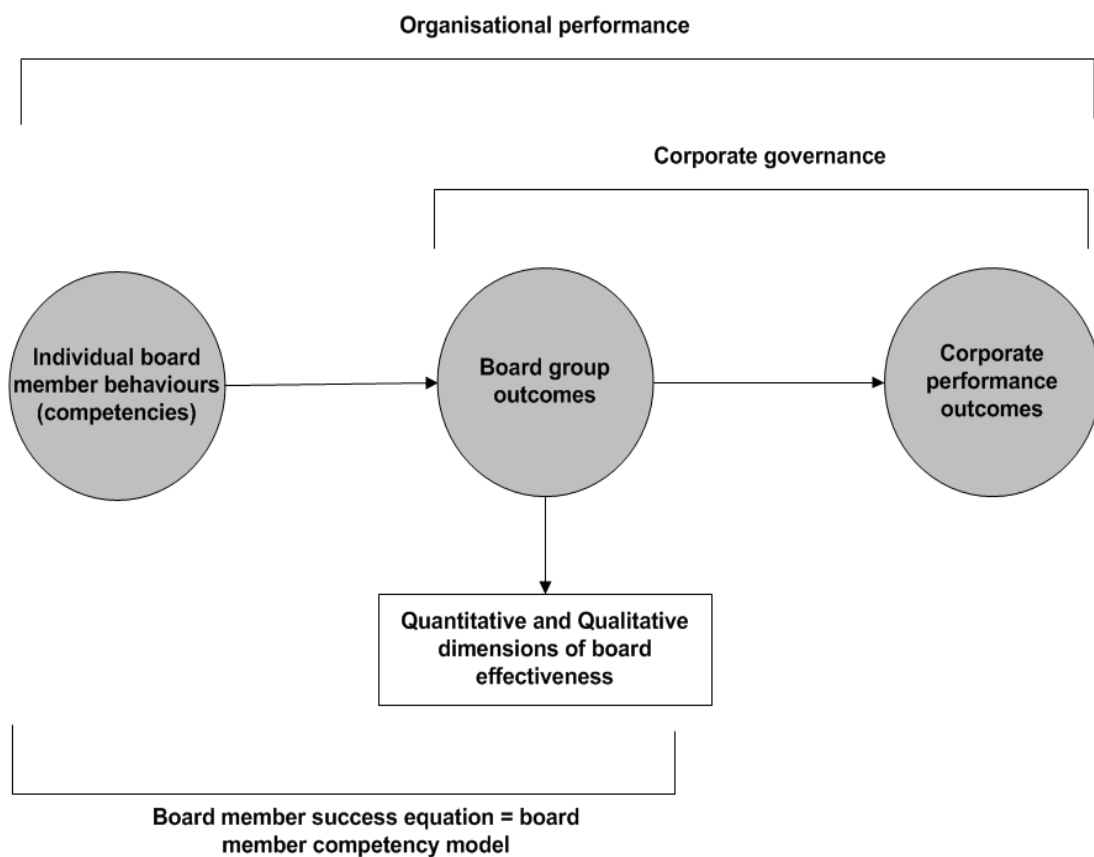 Organisational performance
Corporate governance
Individual board
member behaviours
(competencies)
Board group
outcomes
Corporate
performance
outcomes
Quantitative and Qualitative
dimensions of board
effectiveness
Board member success equation = board
member competency model